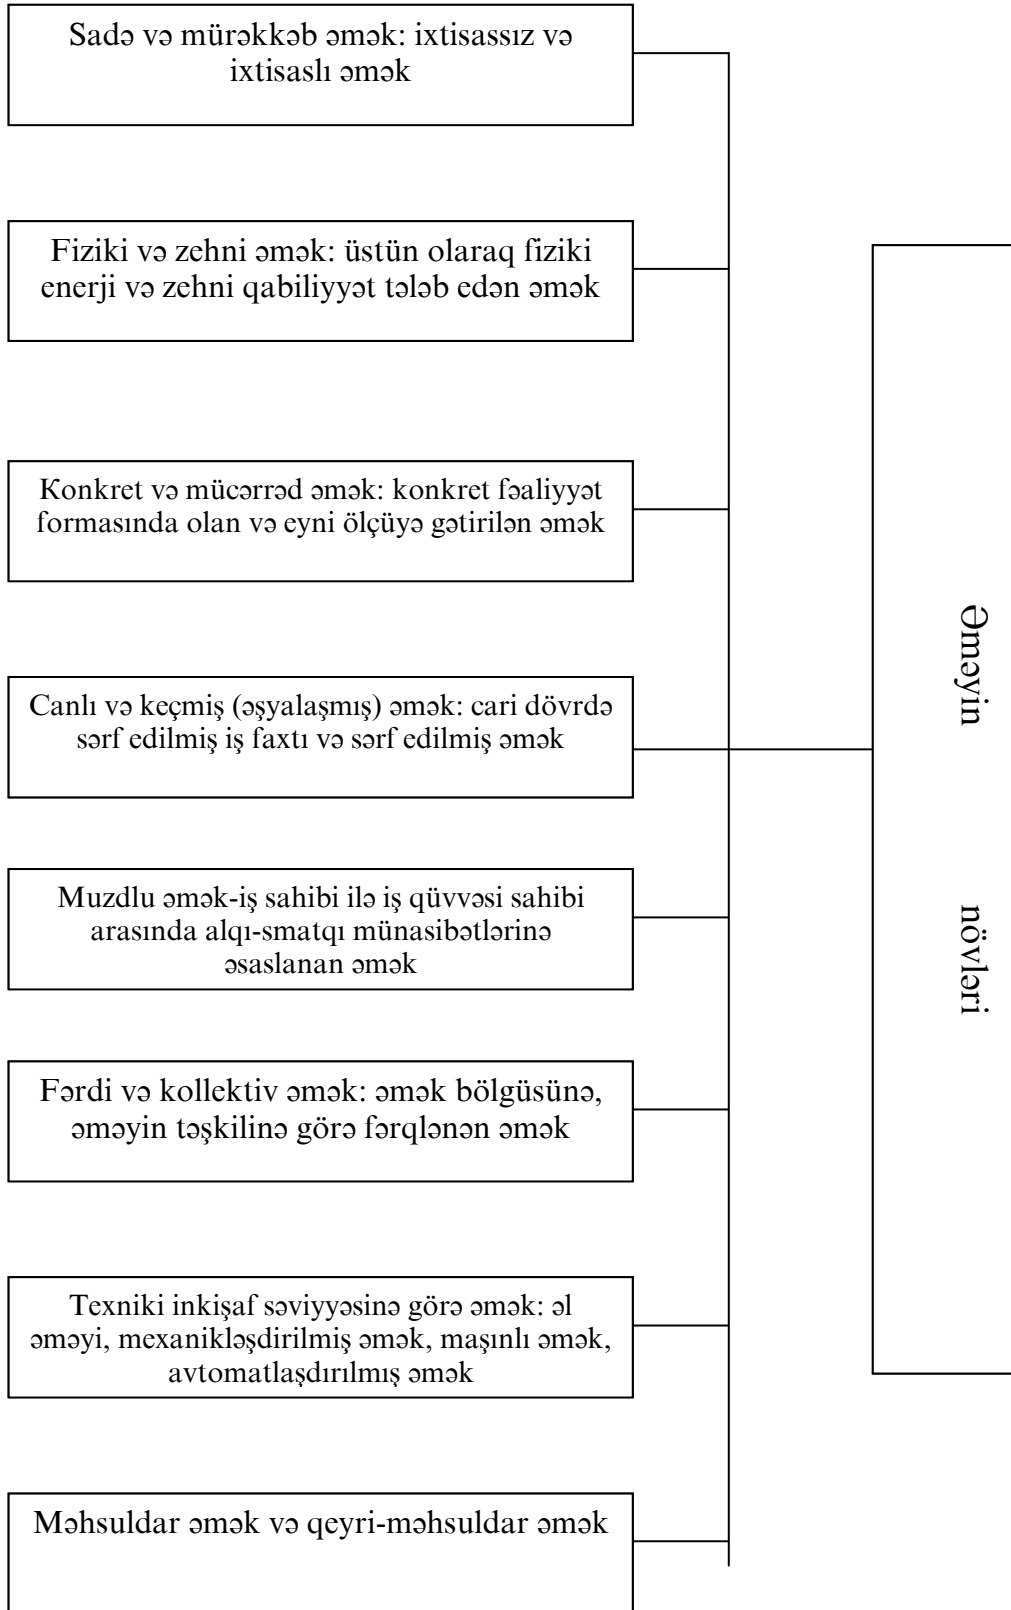 Sadə və mürəkkəb əmək: ixtisassız və
ixtisaslı əmək
Fiziki və zehni əmək: üstün olaraq fiziki
enerji və zehni qabiliyyət tələb edən əmək
Konkret və mücərrəd əmək: konkret fəaliyyət
formasında olan və eyni ölçüyə gətirilən əmək
Canlı və keçmiş (əşyalaşmış) əmək: cari dövrdə
sərf edilmiş iş faxtı və sərf edilmiş əmək
Muzdlu əmək-iş sahibi ilə iş qüvvəsi sahibi
arasında alqı-smatqı münasibətlərinə
əsaslanan əmək
Fərdi və kollektiv əmək: əmək bölgüsünə,
əməyin təşkilinə görə fərqlənən əmək
Texniki inkişaf səviyyəsinə görə əmək: əl
əməyi, mexanikləşdirilmiş əmək, maşınlı əmək,
avtomatlaşdırılmış əmək
Məhsuldar əmək və qeyri-məhsuldar əmək
Əməyin növləri